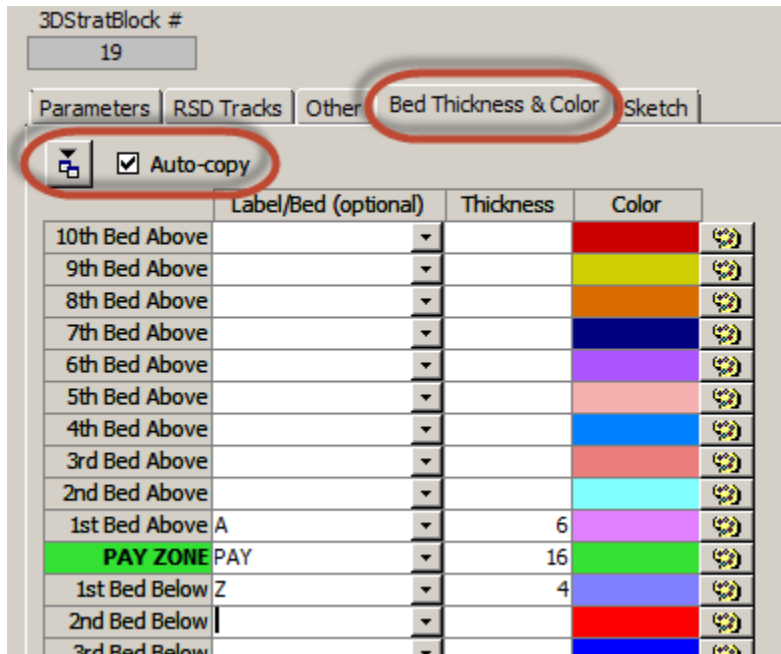 3DStratBlock #
19
Parameters RSD Tracks Other Bed Thickness & Color Sketch
Auto-copy
Label/Bed (optional) Thickness Color
10th Bed Above
9th Bed Above
8th Bed Above
7th Bed Above
6th Bed Above
5th Bed Above
4th Bed Above
3rd Bed Above
2nd Bed Above
1st Bed Above A 6
PAY ZONE PAY 16
1st Bed Below Z 4
2nd Bed Below
3rd Bed Below